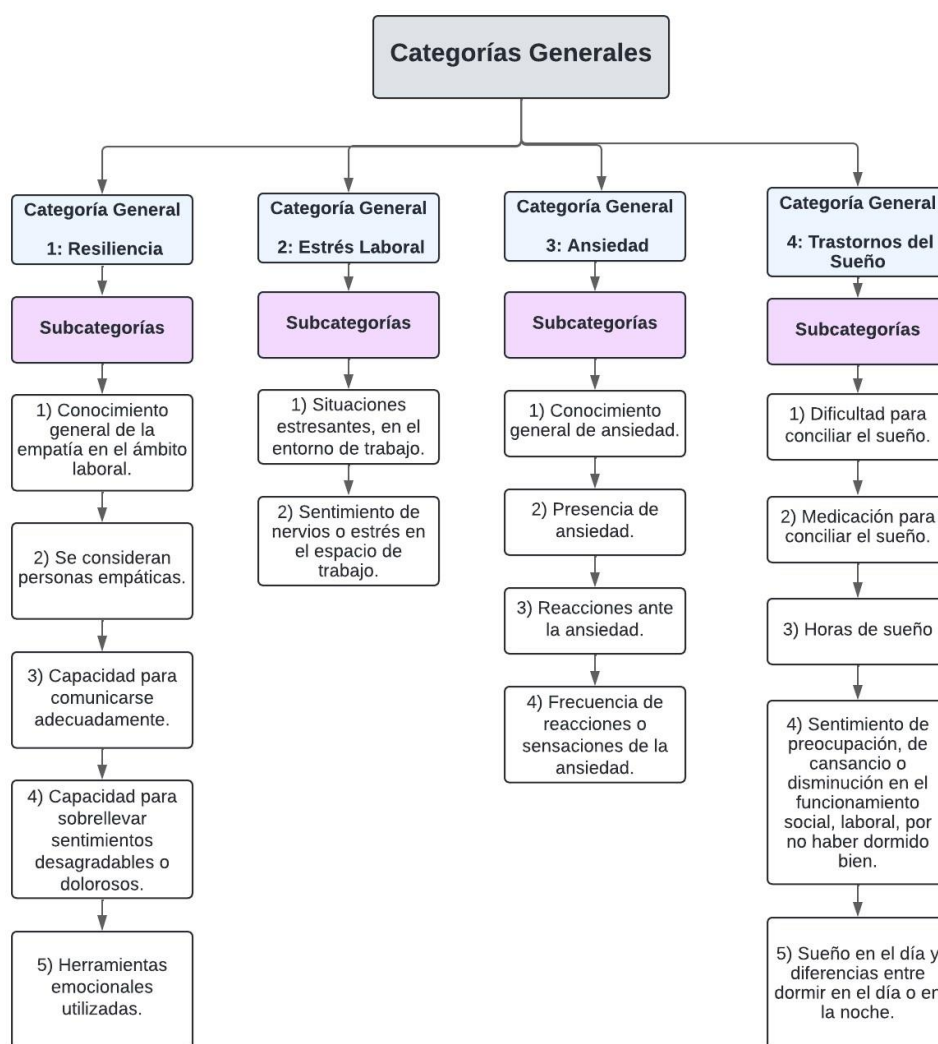 Categorías Generales
Categoría General
1: Resiliencia
Subcategorías
1) Conocimiento
general de la
empatía en el ámbito
laboral.
2) Se consideran
personas empáticas.
3) Capacidad para
comunicarse
adecuadamente.
4) Capacidad para
sobrellevar
sentimientos
desagradables o
dolorosos.
5) Herramientas
emocionales
utilizadas.
Categoría General
2: Estrés Laboral
Subcategorías
1) Situaciones
estresantes, en el
entorno de trabajo.
2) Sentimiento de
nervios o estrés en
el espacio de
trabajo.
Categoría General
3: Ansiedad
Subcategorías
1) Conocimiento
general de ansiedad.
2) Presencia de
ansiedad.
3) Reacciones ante
la ansiedad.
4) Frecuencia de
reacciones o
sensaciones de la
ansiedad.
Categoría General
4: Trastornos del
Sueño
Subcategorías
1) Dificultad para
conciliar el sueño.
2) Medicación para
conciliar el sueño.
3) Horas de sueño
4) Sentimiento de
preocupación, de
cansancio o
disminución en el
funcionamiento
social, laboral, por
no haber dormido
bien.
5) Sueño en el día y
diferencias entre
dormir en el día o en
la noche.